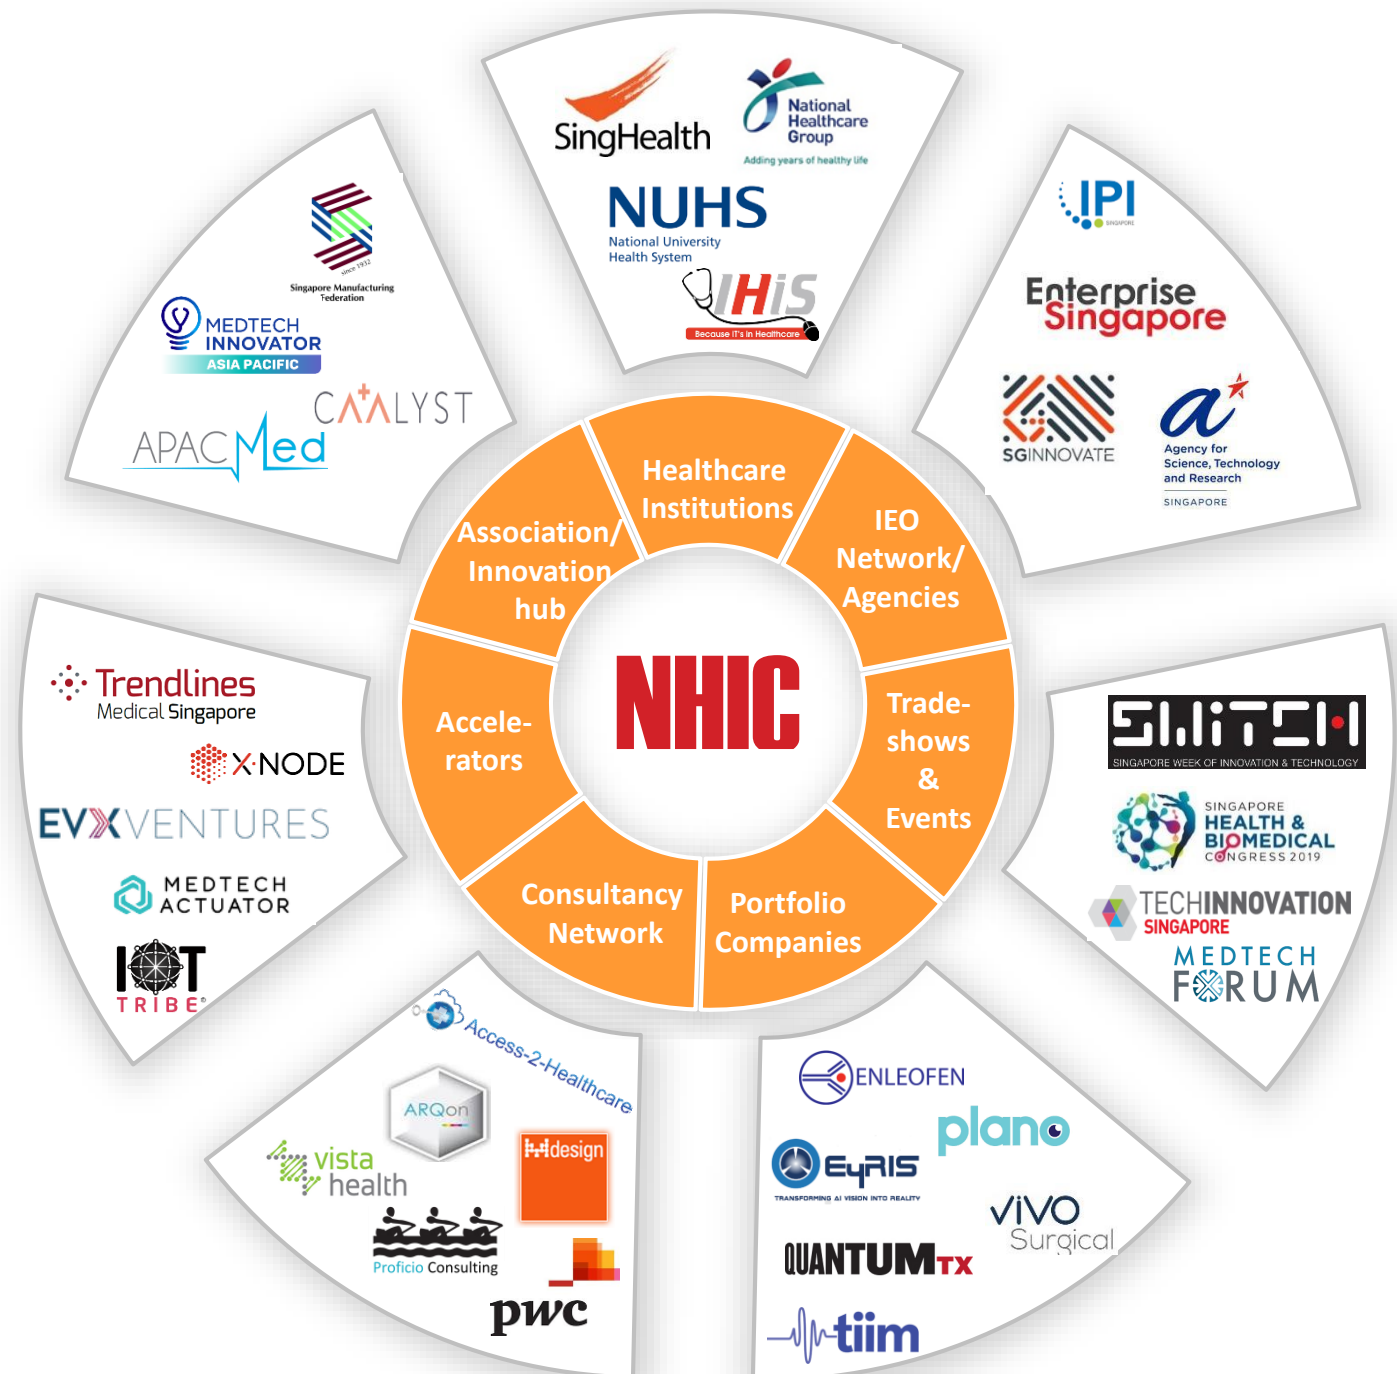 SingHealth
National
Healthcare
Group
Adding years of healthy life
NUHS
National University
Health System
IHiS
Because IT's in Healthcare
IPI
SINGAPORE
Enterprise
Singapore
SGINNOVATE
a
Agency for
Science, Technology
and Research
SINGAPORE
since 1932
Singapore Manufacturing
Federation
MEDTECH
INNOVATOR
ASIA PACIFIC
CATALYST
APACMed
Healthcare
Institutions
IEO
Network/
Agencies
Association/
Innovation
hub
Trade-
shows
&
Events
Accele-
rators
Consultancy
Network
Portfolio
Companies
NHIC
Trendlines
Medical Singapore
X·NODE
EVXVENTURES
MEDTECH
ACTUATOR
IOT
TRIBE®
SWiTCH
SINGAPORE WEEK OF INNOVATION & TECHNOLOGY
SINGAPORE
HEALTH &
BIOMEDICAL
CONGRESS 2019
TECHINNOVATION
SINGAPORE
MEDTECH
FORUM
Access-2-Healthcare
ARQon
vista
health
design
Proficio Consulting
pwc
ENLEOFEN
plano
EyRIS
TRANSFORMING AI VISION INTO REALITY
ViVO
Surgical
QUANTUMTX
tiim